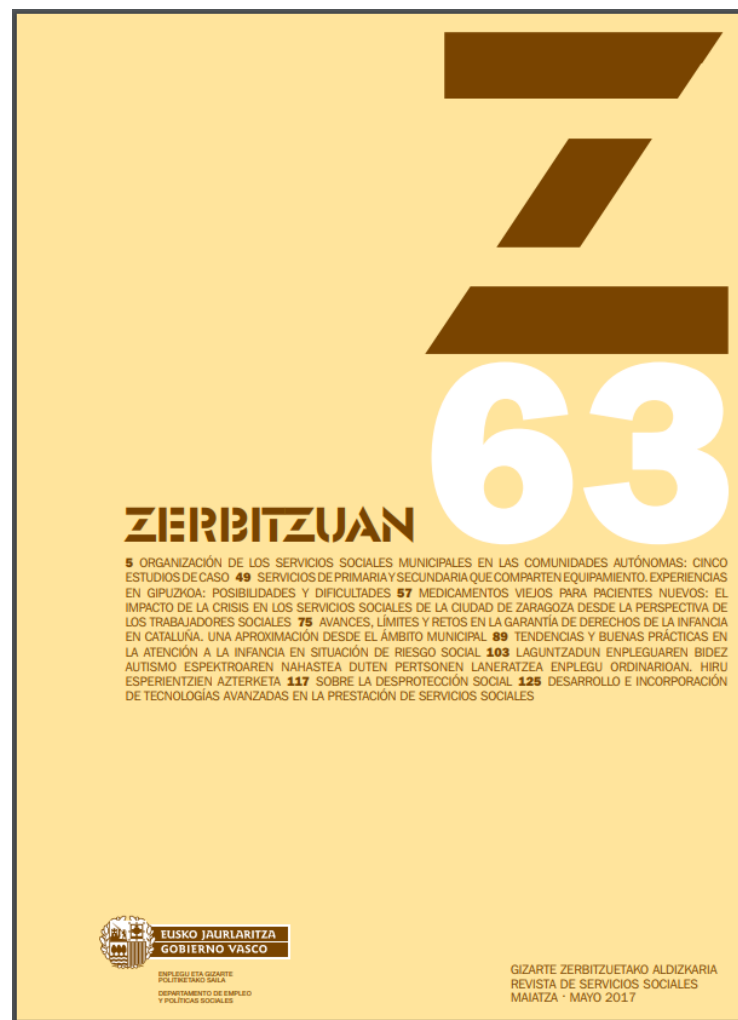 Z
63
ZERBITZUAN
5 ORGANIZACIÓN DE LOS SERVICIOS SOCIALES MUNICIPALES EN LAS COMUNIDADES AUTÓNOMAS: CINCO
ESTUDIOS DE CASO 49 SERVICIOS DE PRIMARIA Y SECUNDARIA QUE COMPARTEN EQUIPAMIENTO. EXPERIENCIAS
EN GIPUZKOA: POSIBILIDADES Y DIFICULTADES 57 MEDICAMENTOS VIEJOS PARA PACIENTES NUEVOS: EL
IMPACTO DE LA CRISIS EN LOS SERVICIOS SOCIALES DE LA CIUDAD DE ZARAGOZA DESDE LA PERSPECTIVA DE
LOS TRABAJADORES SOCIALES 75 AVANCES, LÍMITES Y RETOS EN LA GARANTÍA DE DERECHOS DE LA INFANCIA
EN CATALUÑA. UNA APROXIMACIÓN DESDE EL ÁMBITO MUNICIPAL 89 TENDENCIAS Y BUENAS PRÁCTICAS EN
LA ATENCIÓN A LA INFANCIA EN SITUACIÓN DE RIESGO SOCIAL 103 LAGUNTZADUN ENPLEGUAREN BIDEZ
AUTISMO ESPEKTROAREN NAHASTEA DUTEN PERTSONEN LANERATZEA ENPLEGU ORDINARIOAN. HIRU
ESPERIENTZIEN AZTERKETA 117 SOBRE LA DESPROTECCIÓN SOCIAL 125 DESARROLLO E INCORPORACIÓN
DE TECNOLOGÍAS AVANZADAS EN LA PRESTACIÓN DE SERVICIOS SOCIALES
EUSKO JAURLARITZA
GOBIERNO VASCO
ENPLEGU ETA GIZARTE
POLITIKETAKO SAILA
DEPARTAMENTO DE EMPLEO
Y POLÍTICAS SOCIALES
GIZARTE ZERBITZUETAKO ALDIZKARIA
REVISTA DE SERVICIOS SOCIALES
MAIATZA · MAYO 2017